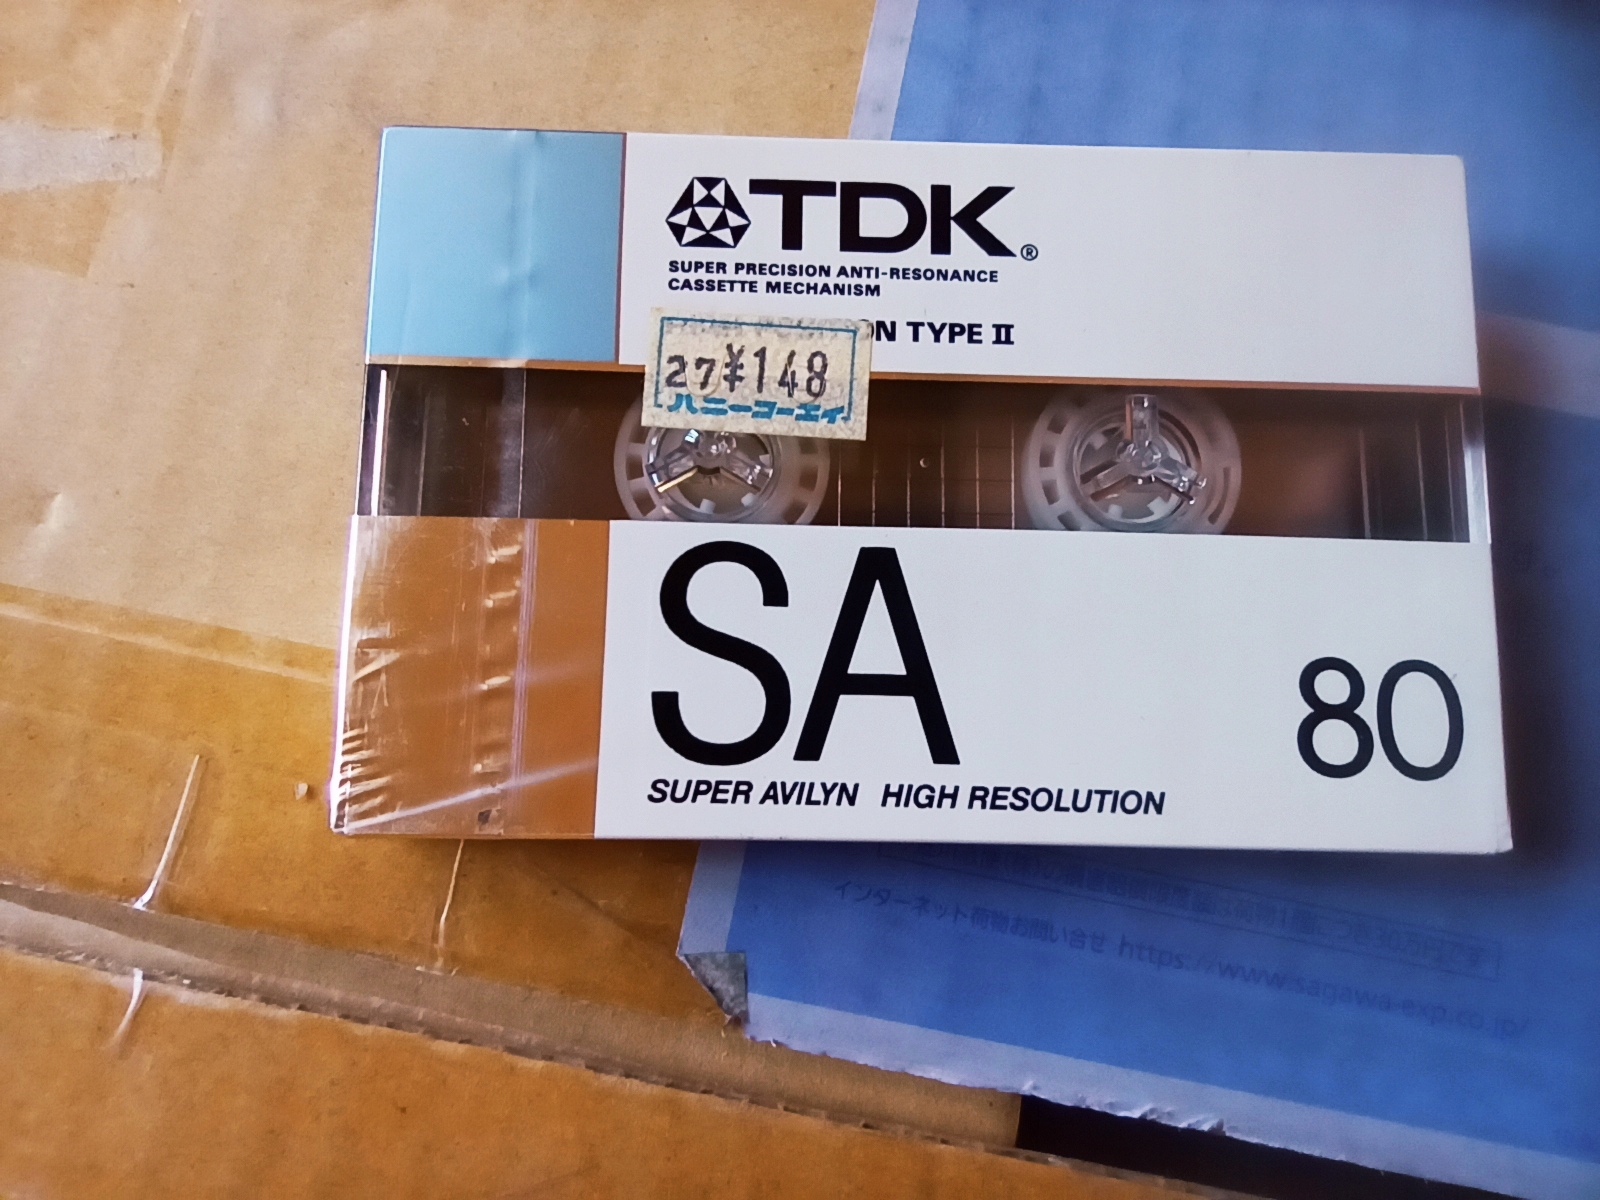 TDK®
SUPER PRECISION ANTI-RESONANCE
CASSETTE MECHANISM
ON TYPE II
27 ¥148
ハニーコーエイ
SA
80
SUPER AVILYN HIGH RESOLUTION
インターネット荷物お問い合せ https://www.sagawa-exp.co.jp/